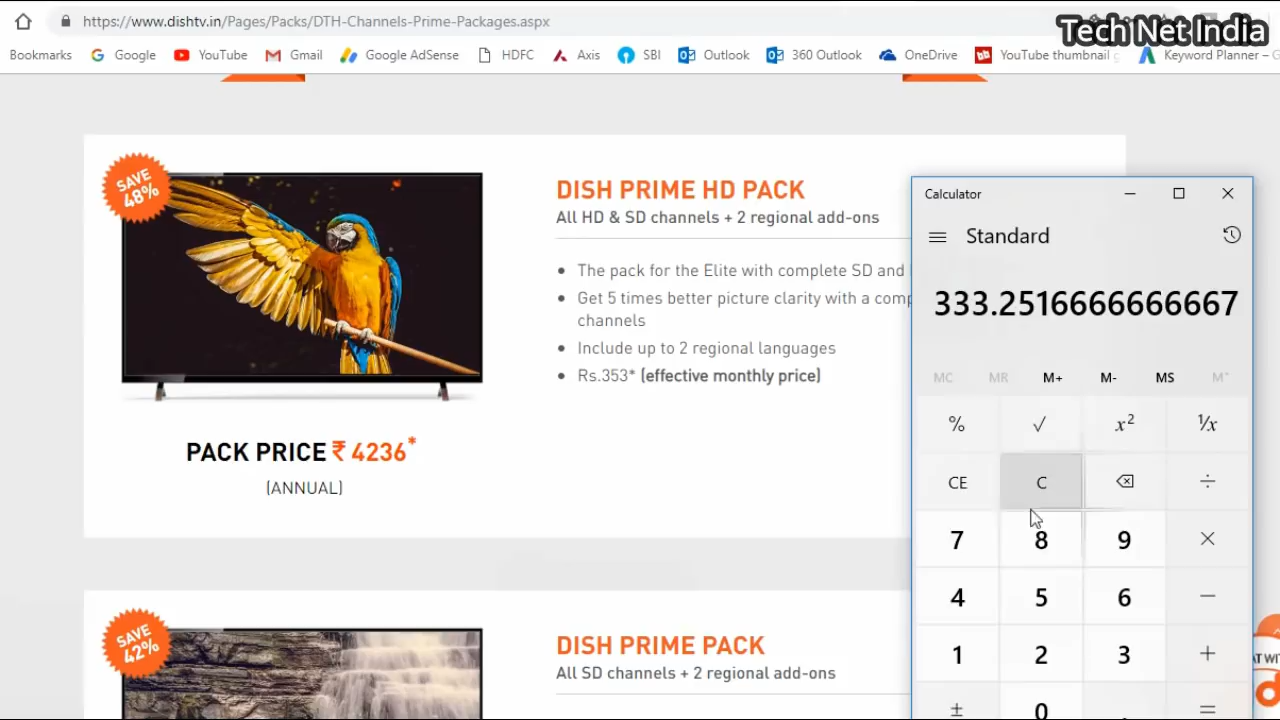 https://www.dishtv.in/Pages/Packs/DTH-Channels-Prime-Packages.aspx
Tech Net India
Bookmarks Google YouTube Gmail Google AdSense HDFC Axis SBI Outlook 360 Outlook OneDrive YouTube thumbnail Keyword Planner – G
SAVE
48%
DISH PRIME HD PACK
All HD & SD channels + 2 regional add-ons
The pack for the Elite with complete SD and
Get 5 times better picture clarity with a comp
channels
Include up to 2 regional languages
Rs.353* (effective monthly price)
PACK PRICE ₹ 4236*
(ANNUAL)
SAVE
42%
DISH PRIME PACK
All SD channels + 2 regional add-ons
Calculator
Standard
333.2516666666667
MC MR M+ M- MS M˅
% √ x² ¹/x
CE C ÷
7 8 9 ×
4 5 6 −
1 2 3 +
± 0 . =